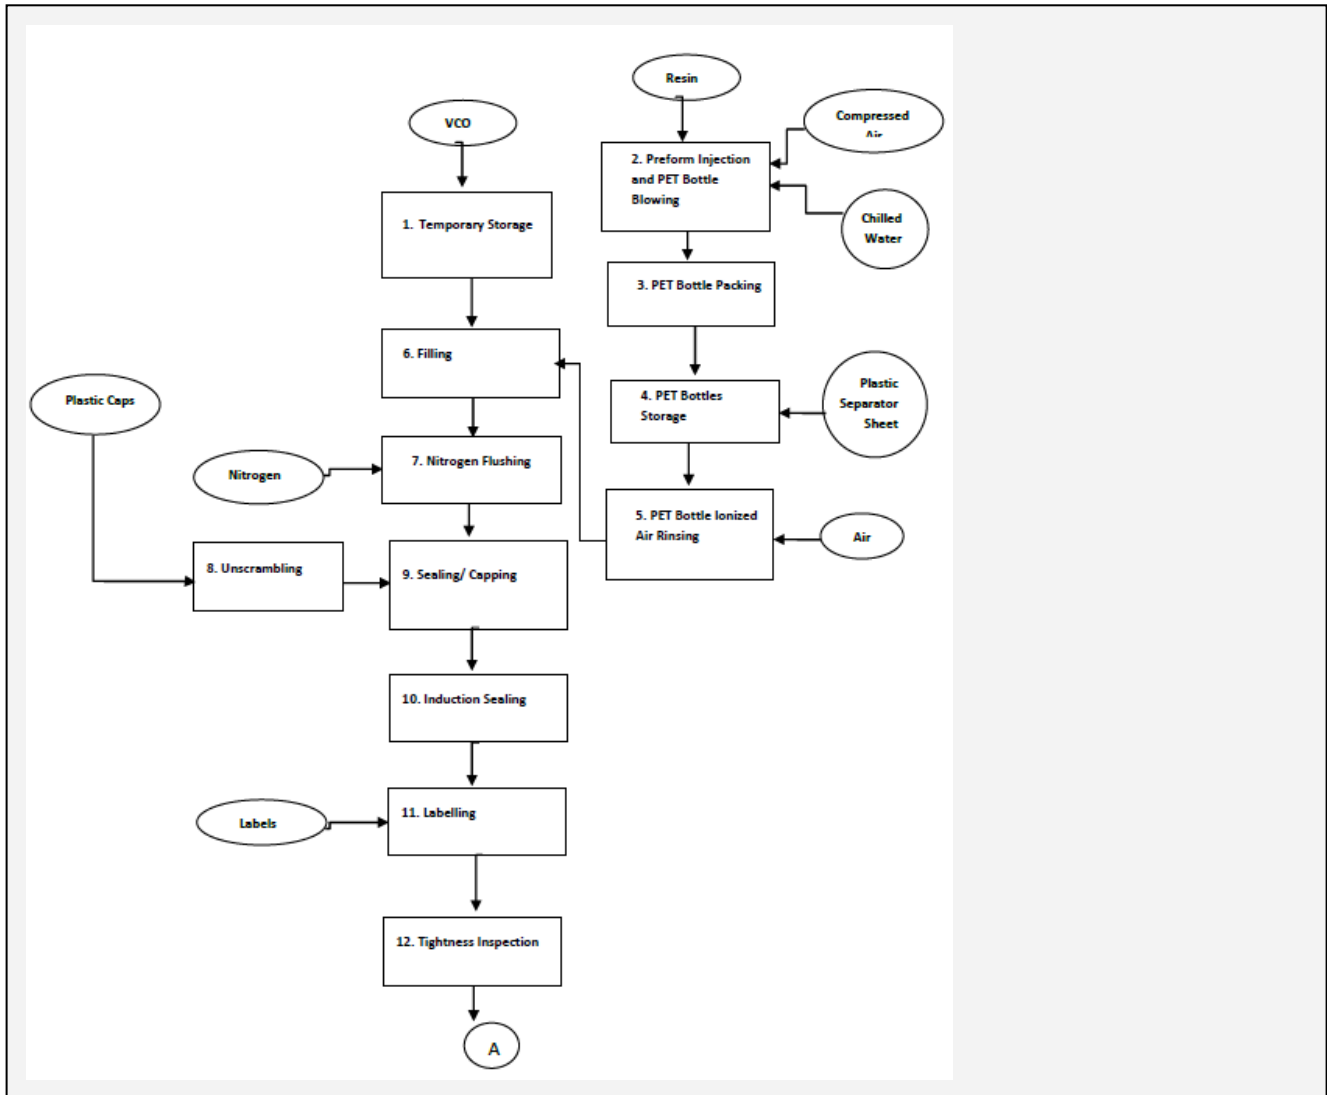 Resin
Compressed
Air
VCO
2. Preform Injection
and PET Bottle
Blowing
Chilled
Water
1. Temporary Storage
3. PET Bottle Packing
6. Filling
Plastic
Separator
Sheet
4. PET Bottles
Storage
Plastic Caps
7. Nitrogen Flushing
Nitrogen
5. PET Bottle Ionized
Air Rinsing
Air
8. Unscrambling
9. Sealing/ Capping
10. Induction Sealing
11. Labelling
Labels
12. Tightness Inspection
A